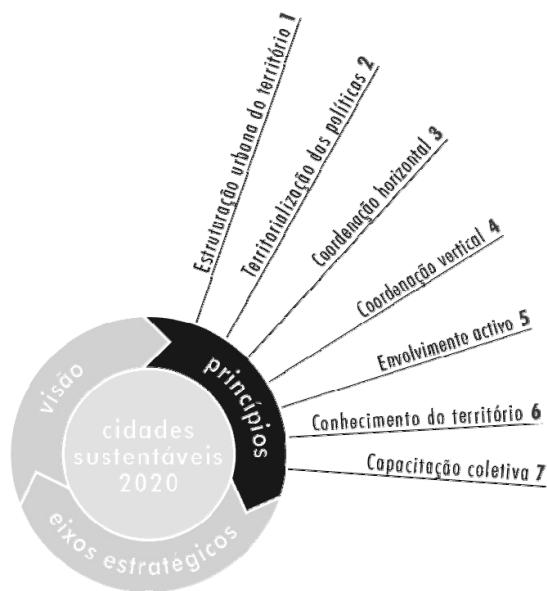 Estruturação urbana do território 1
Territorialização das políticas 2
Coordenação horizontal 3
Coordenação vertical 4
Envolvimento activo 5
Conhecimento do território 6
Capacitação coletiva 7
princípios
visão
cidades
sustentáveis
2020
eixos estratégicos